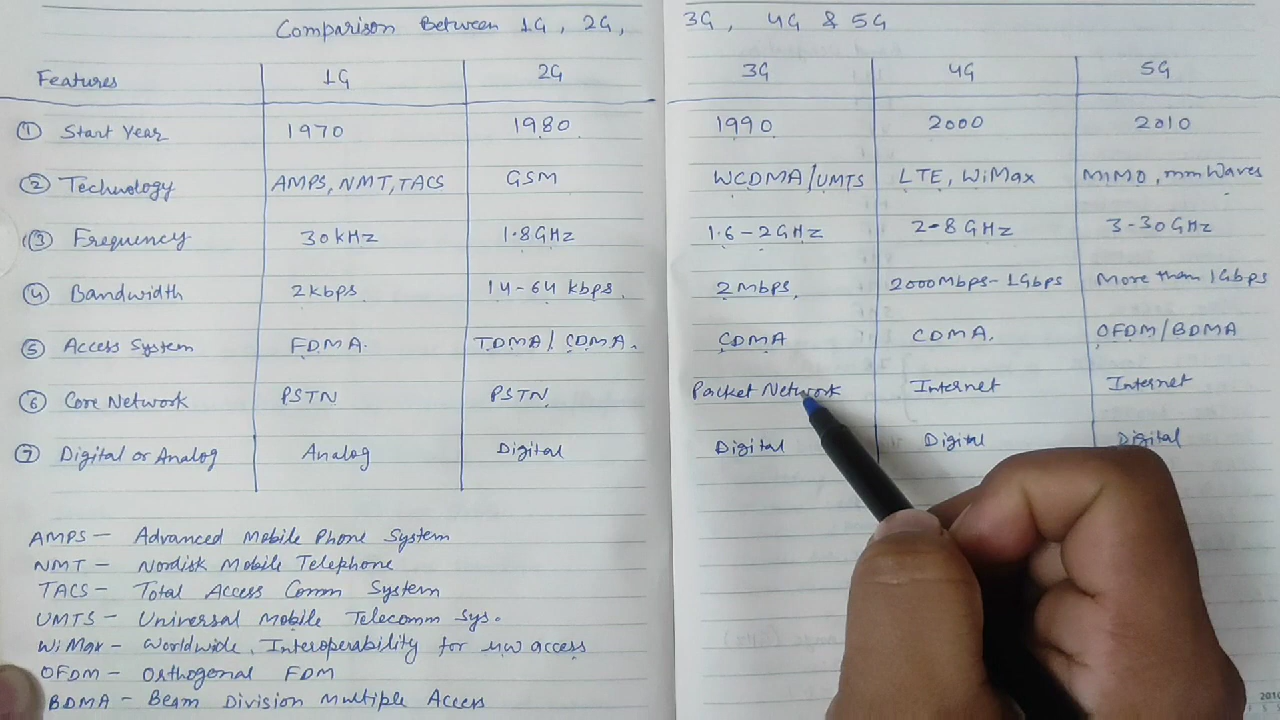 Comparison Between 1G, 2G, 3G, 4G & 5G
Features 1G 2G 3G 4G 5G
① Start Year 1970 1980 1990 2000 2010
② Technology AMPS, NMT, TACS GSM WCDMA/UMTS LTE, WiMax MIMO, mm Waves
③ Frequency 30 kHz 1.8 GHz 1.6 - 2 GHz 2-8 GHz 3-30 GHz
④ Bandwidth 2 kbps 14-64 kbps 2 Mbps 2000 Mbps - 1 Gbps More than 1 Gbps
⑤ Access System FDMA. TDMA/CDMA. CDMA CDMA. OFDM/BDMA
⑥ Core Network PSTN PSTN Packet Network Internet Internet
⑦ Digital or Analog Analog Digital Digital Digital Digital
AMPS - Advanced Mobile Phone System
NMT - Nordisk Mobile Telephone
TACS - Total Access Comm System
UMTS - Universal Mobile Telecomm Sys.
WiMax - Worldwide Interoperability for μw access
OFDM - Orthogonal FDM
BDMA - Beam Division Multiple Access